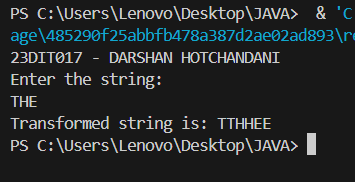 PS C:\Users\Lenovo\Desktop\JAVA>  & 'C
age\485290f25abbfb478a387d2ae02ad893\r
23DIT017 - DARSHAN HOTCHANDANI
Enter the string:
THE
Transformed string is: TTHHEE
PS C:\Users\Lenovo\Desktop\JAVA>